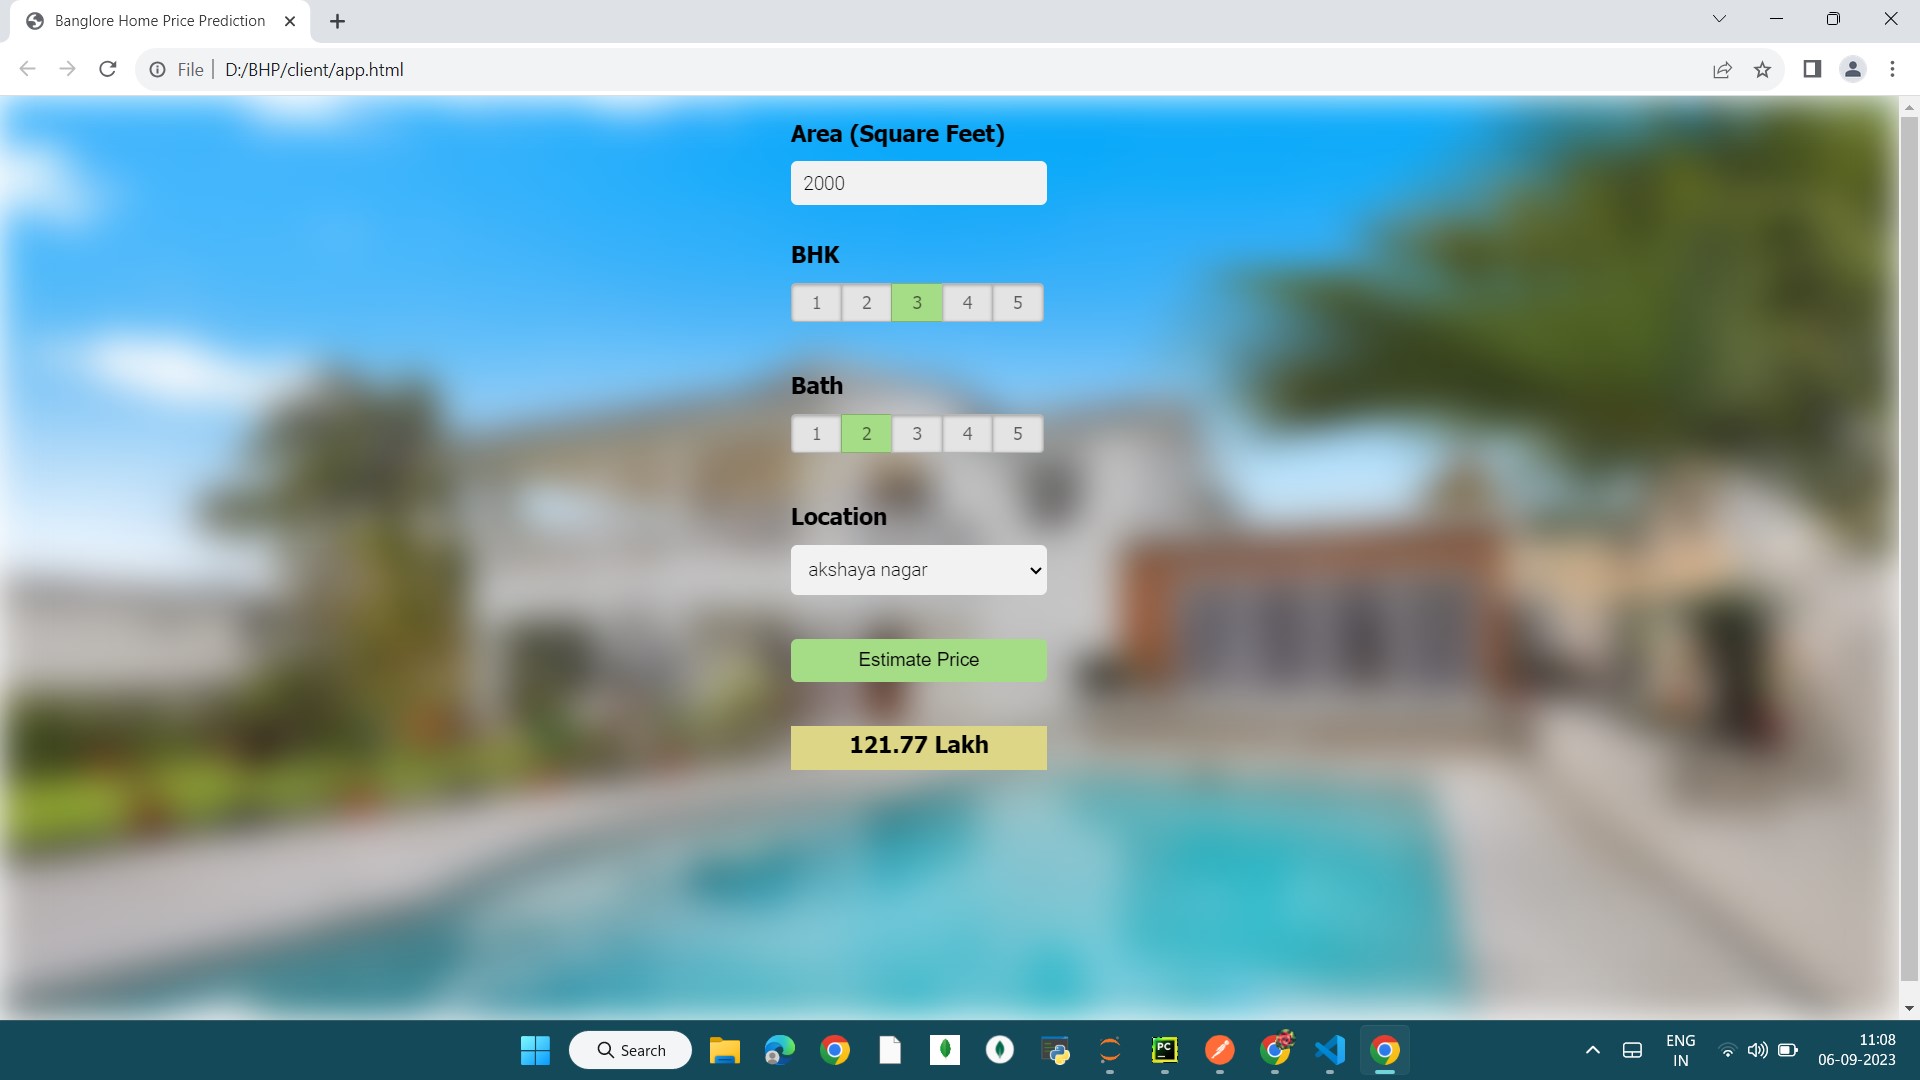 Banglore Home Price Prediction
File
D:/BHP/client/app.html
Area (Square Feet)
2000
BHK
1 2 3 4 5
Bath
1 2 3 4 5
Location
akshaya nagar
Estimate Price
121.77 Lakh
Search
PC
ENG
IN
11:08
06-09-2023